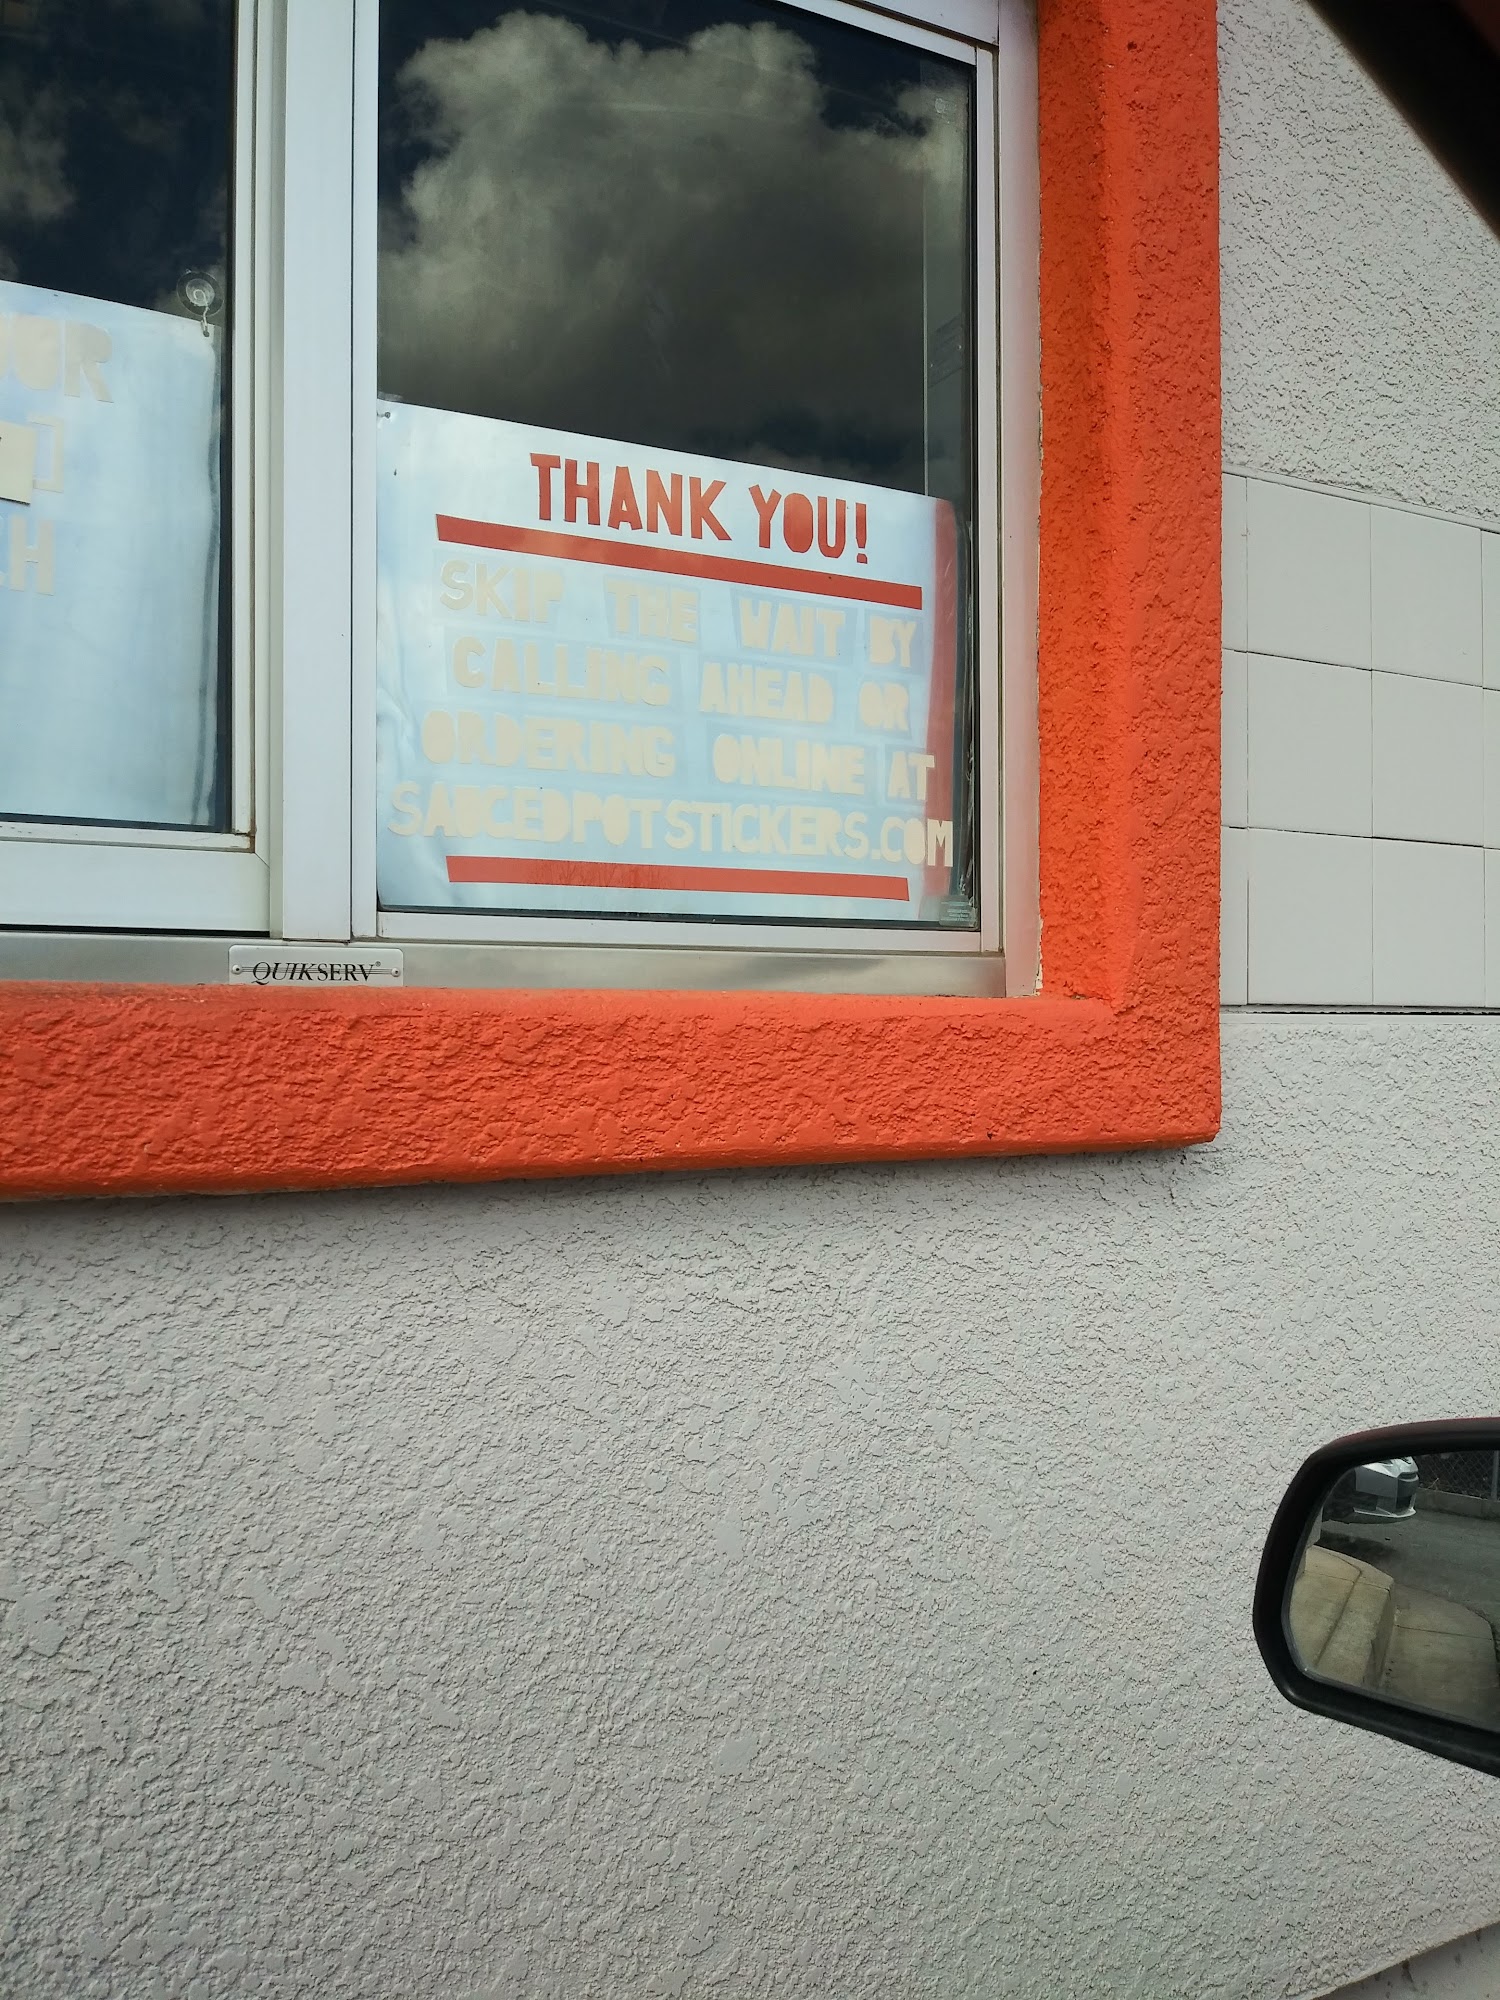 THANK YOU!
SKIP THE WAIT BY
CALLING AHEAD OR
ORDERING ONLINE AT
SAUCEDPOTSTICKERS.COM
QUIKSERV®